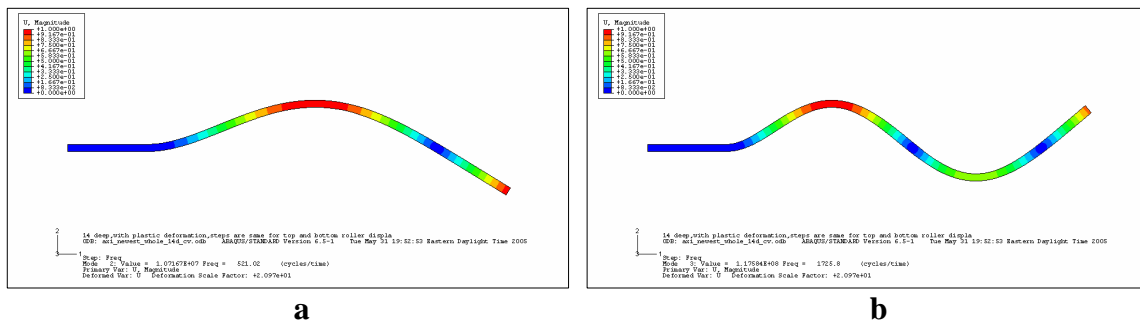 U, Magnitude
+1.000e+00
+9.167e-01
+8.333e-01
+7.500e-01
+6.667e-01
+5.833e-01
+5.000e-01
+4.167e-01
+3.333e-01
+2.500e-01
+1.667e-01
+8.333e-02
+0.000e+00
2
3
1
14 deep,with plastic deformation,steps are same for top and bottom roller displa
ODB: axi_newest_whole_14d_cv.odb ABAQUS/STANDARD Version 6.5-1 Tue May 31 19:52:53 Eastern Daylight Time 2005
Step: Freq
Mode 2: Value = 1.07167E+07 Freq = 521.02 (cycles/time)
Primary Var: U, Magnitude
Deformed Var: U Deformation Scale Factor: +2.097e+01
a
U, Magnitude
+1.000e+00
+9.167e-01
+8.333e-01
+7.500e-01
+6.667e-01
+5.833e-01
+5.000e-01
+4.167e-01
+3.333e-01
+2.500e-01
+1.667e-01
+8.333e-02
+0.000e+00
2
3
1
14 deep,with plastic deformation,steps are same for top and bottom roller displa
ODB: axi_newest_whole_14d_cv.odb ABAQUS/STANDARD Version 6.5-1 Tue May 31 19:52:53 Eastern Daylight Time 2005
Step: Freq
Mode 3: Value = 1.17584E+08 Freq = 1725.8 (cycles/time)
Primary Var: U, Magnitude
Deformed Var: U Deformation Scale Factor: +2.097e+01
b